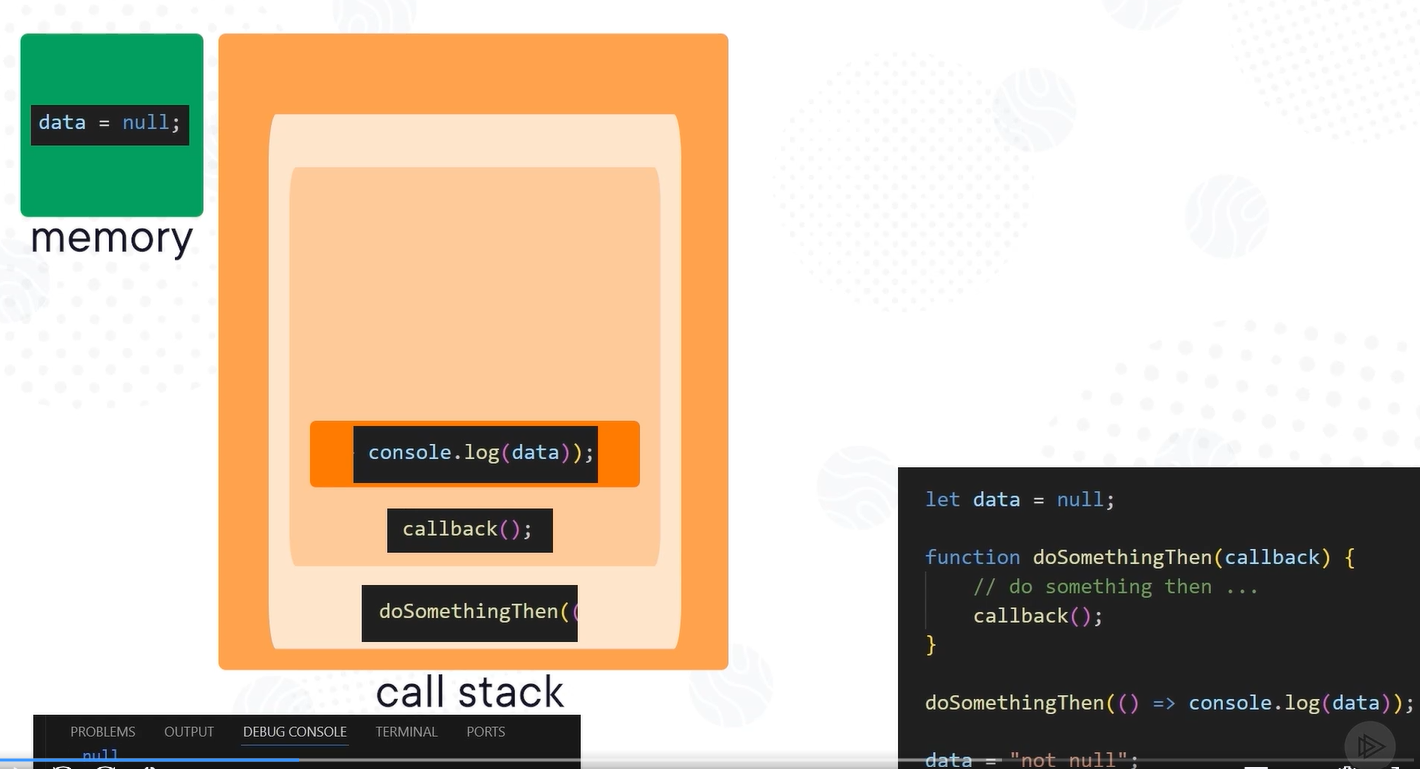 data = null;
memory
console.log(data));
callback();
doSomethingThen((
call stack
PROBLEMS OUTPUT DEBUG CONSOLE TERMINAL PORTS
null
let data = null;
function doSomethingThen(callback) {
// do something then ...
callback();
}
doSomethingThen(() => console.log(data));
data = "not null";